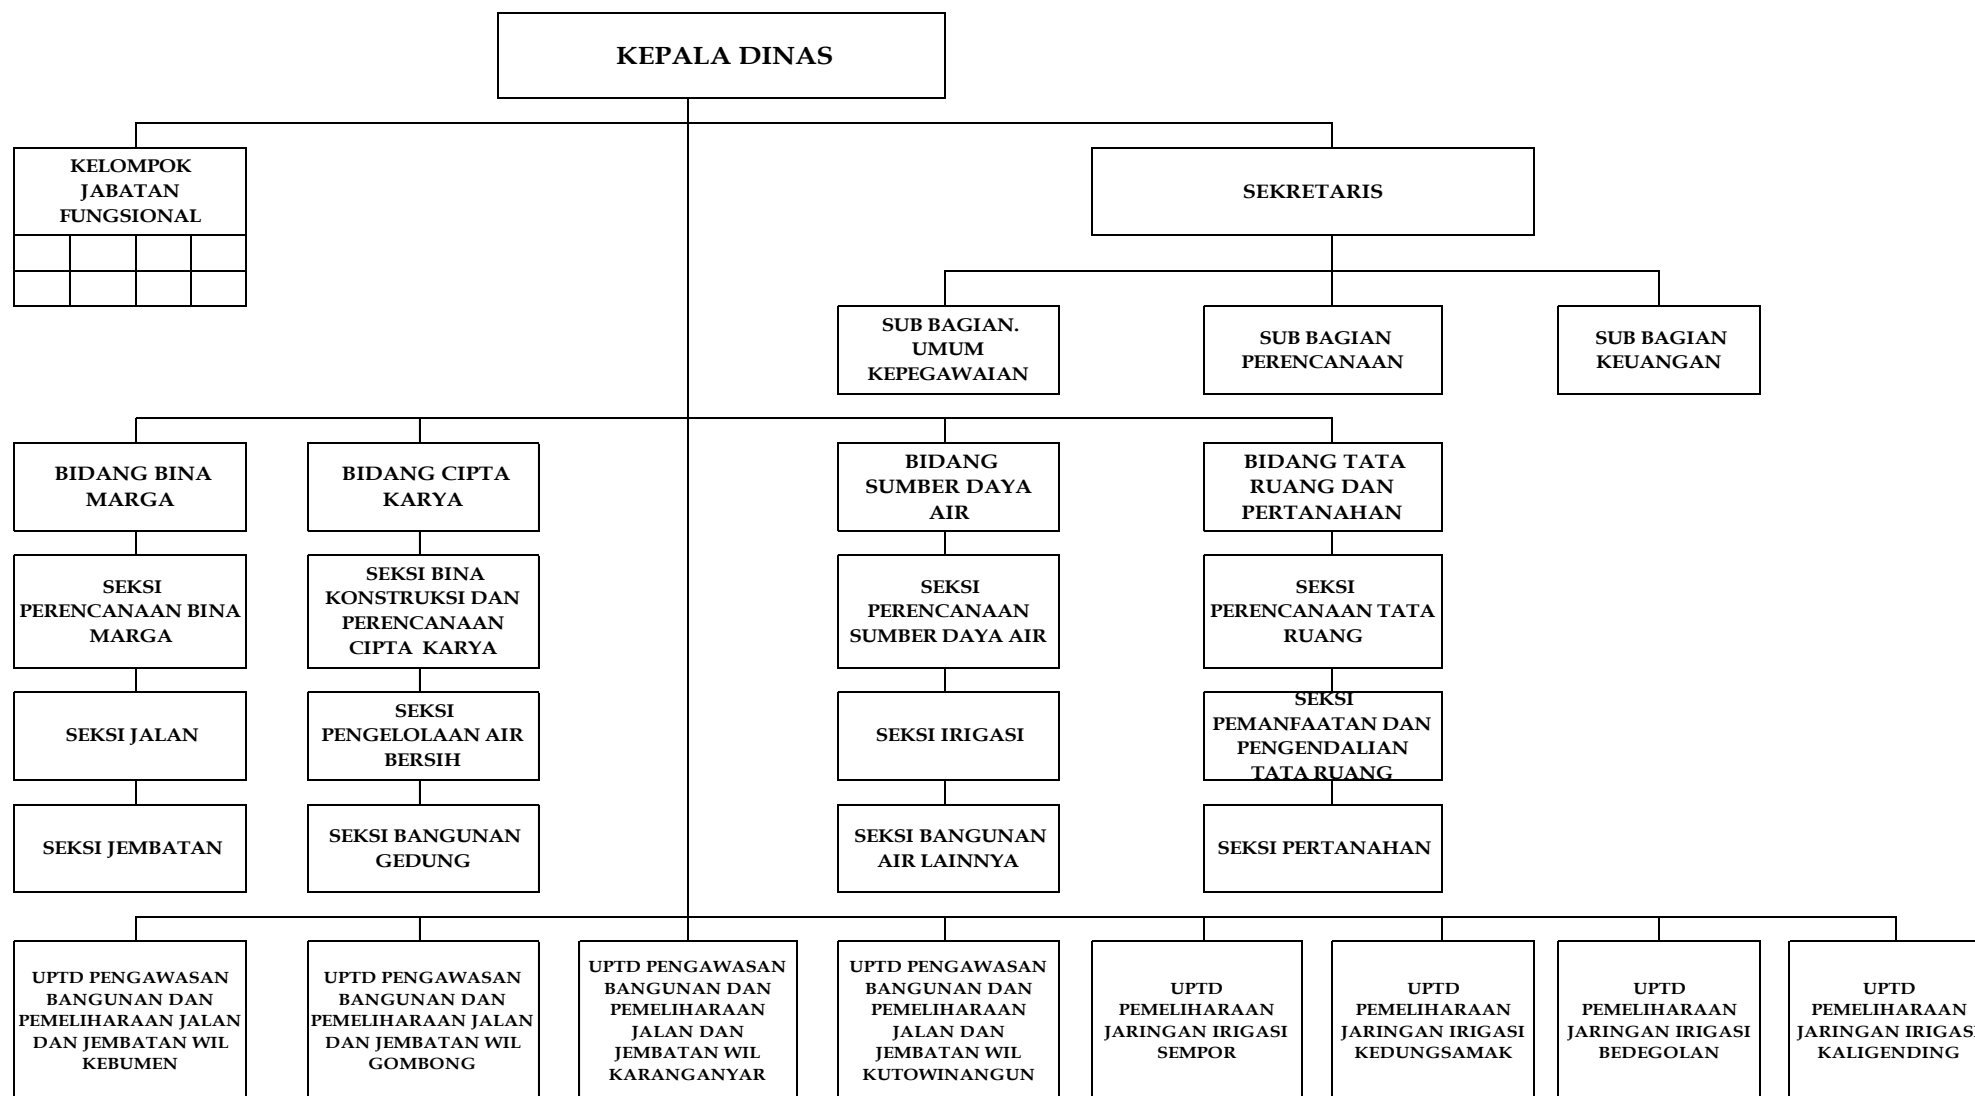 KEPALA DINAS
KELOMPOK
JABATAN
FUNGSIONAL
SEKRETARIS
SUB BAGIAN.
UMUM
KEPEGAWAIAN
SUB BAGIAN
PERENCANAAN
SUB BAGIAN
KEUANGAN
BIDANG BINA
MARGA
BIDANG CIPTA
KARYA
BIDANG
SUMBER DAYA
AIR
BIDANG TATA
RUANG DAN
PERTANAHAN
SEKSI
PERENCANAAN BINA
MARGA
SEKSI BINA
KONSTRUKSI DAN
PERENCANAAN
CIPTA  KARYA
SEKSI
PERENCANAAN
SUMBER DAYA AIR
SEKSI
PERENCANAAN TATA
RUANG
SEKSI JALAN
SEKSI
PENGELOLAAN AIR
BERSIH
SEKSI IRIGASI
SEKSI
PEMANFAATAN DAN
PENGENDALIAN
TATA RUANG
SEKSI JEMBATAN
SEKSI BANGUNAN
GEDUNG
SEKSI BANGUNAN
AIR LAINNYA
SEKSI PERTANAHAN
UPTD PENGAWASAN
BANGUNAN DAN
PEMELIHARAAN JALAN
DAN JEMBATAN WIL
KEBUMEN
UPTD PENGAWASAN
BANGUNAN DAN
PEMELIHARAAN JALAN
DAN JEMBATAN WIL
GOMBONG
UPTD PENGAWASAN
BANGUNAN DAN
PEMELIHARAAN
JALAN DAN
JEMBATAN WIL
KARANGANYAR
UPTD PENGAWASAN
BANGUNAN DAN
PEMELIHARAAN
JALAN DAN
JEMBATAN WIL
KUTOWINANGUN
UPTD
PEMELIHARAAN
JARINGAN IRIGASI
SEMPOR
UPTD
PEMELIHARAAN
JARINGAN IRIGASI
KEDUNGSAMAK
UPTD
PEMELIHARAAN
JARINGAN IRIGASI
BEDEGOLAN
UPTD
PEMELIHARAAN
JARINGAN IRIGASI
KALIGENDING